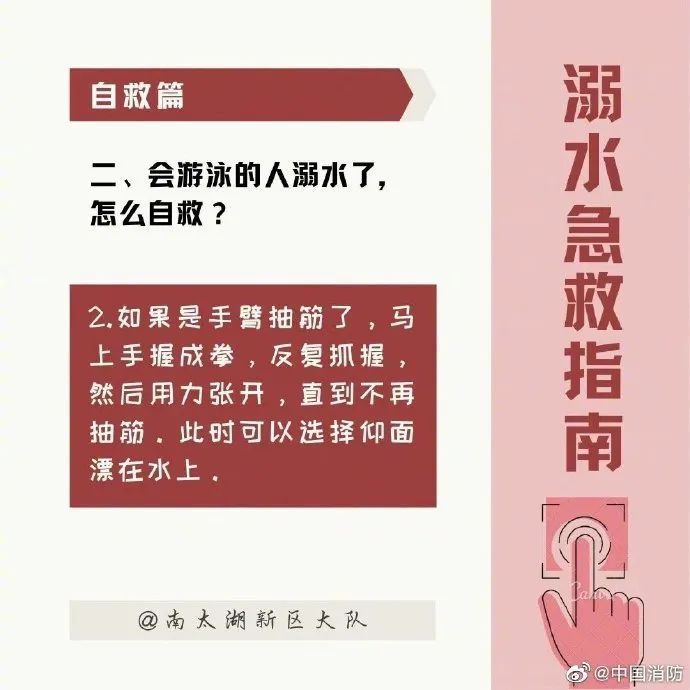 自救篇
二、会游泳的人溺水了,
怎么自救？
2.如果是手臂抽筋了，马
上手握成拳，反复抓握，
然后用力张开，直到不再
抽筋．此时可以选择仰面
漂在水上．
@南太湖新区大队
溺水急救指南
Canva
@中国消防